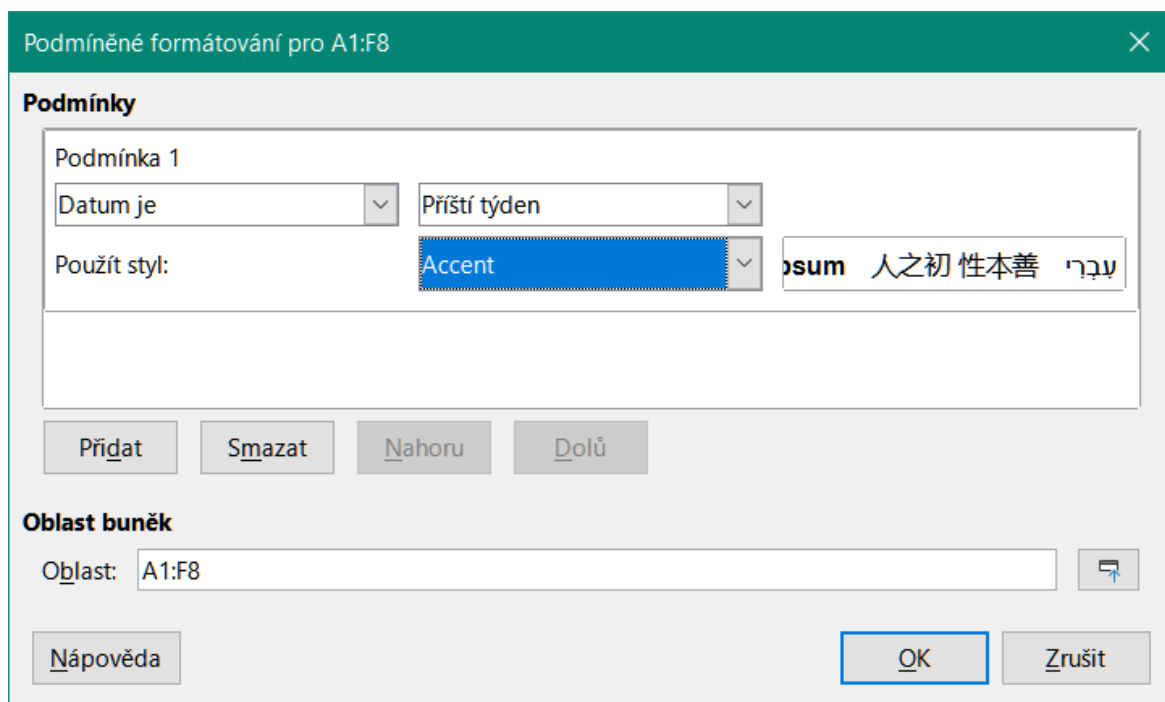 Podmíněné formátování pro A1:F8
Podmínky
Podmínka 1
Datum je Příští týden
Použít styl: Accent psum 人之初 性本善 עִבְרִי
Přidat Smazat Nahoru Dolů
Oblast buněk
Oblast: A1:F8
Nápověda OK Zrušit